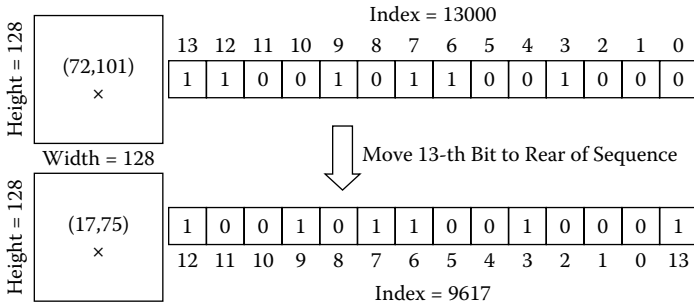 Index = 13000
Height = 128
13 12 11 10 9 8 7 6 5 4 3 2 1 0
(72,101)
×
1 1 0 0 1 0 1 1 0 0 1 0 0 0
Width = 128
Move 13-th Bit to Rear of Sequence
Height = 128
(17,75)
×
1 0 0 1 0 1 1 0 0 1 0 0 0 1
12 11 10 9 8 7 6 5 4 3 2 1 0 13
Index = 9617